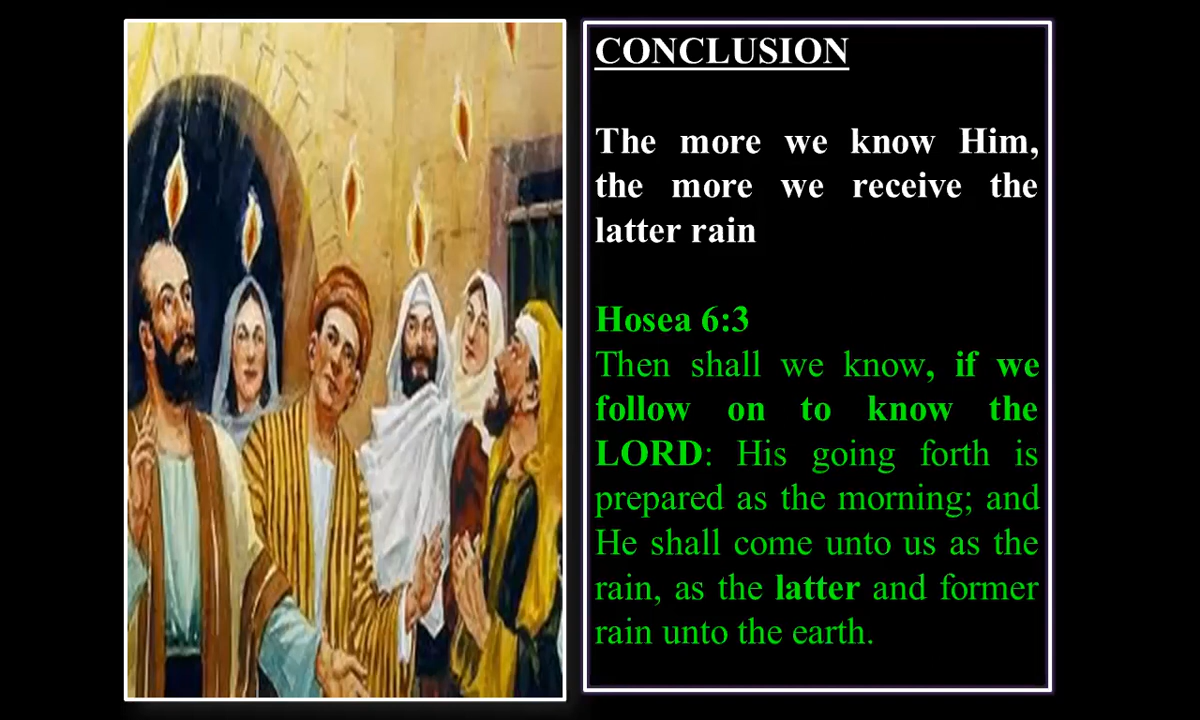 CONCLUSION
The more we know Him,
the more we receive the
latter rain
Hosea 6:3
Then shall we know, if we
follow on to know the
LORD: His going forth is
prepared as the morning; and
He shall come unto us as the
rain, as the latter and former
rain unto the earth.